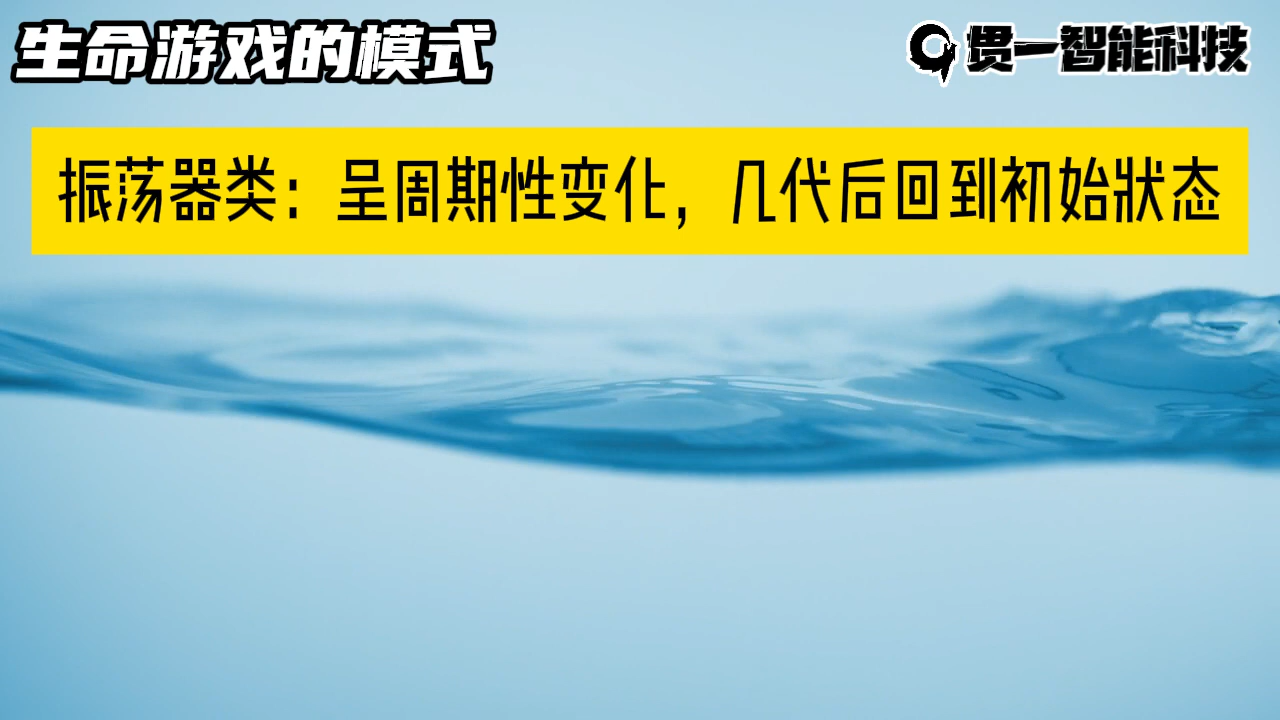 生命游戏的模式
贯一智能科技
振荡器类：呈周期性变化，几代后回到初始狀态